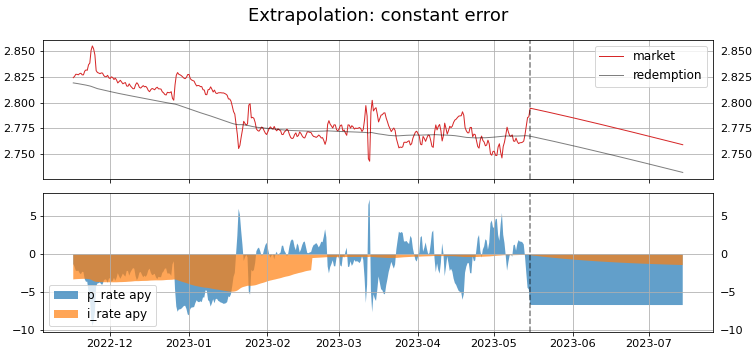 Extrapolation: constant error
2.850 2.850
2.825 2.825
2.800 2.800
2.775 2.775
2.750 2.750
market
redemption
5 5
0 0
−5 −5
−10 −10
p_rate apy
i_rate apy
2022-12 2023-01 2023-02 2023-03 2023-04 2023-05 2023-06 2023-07